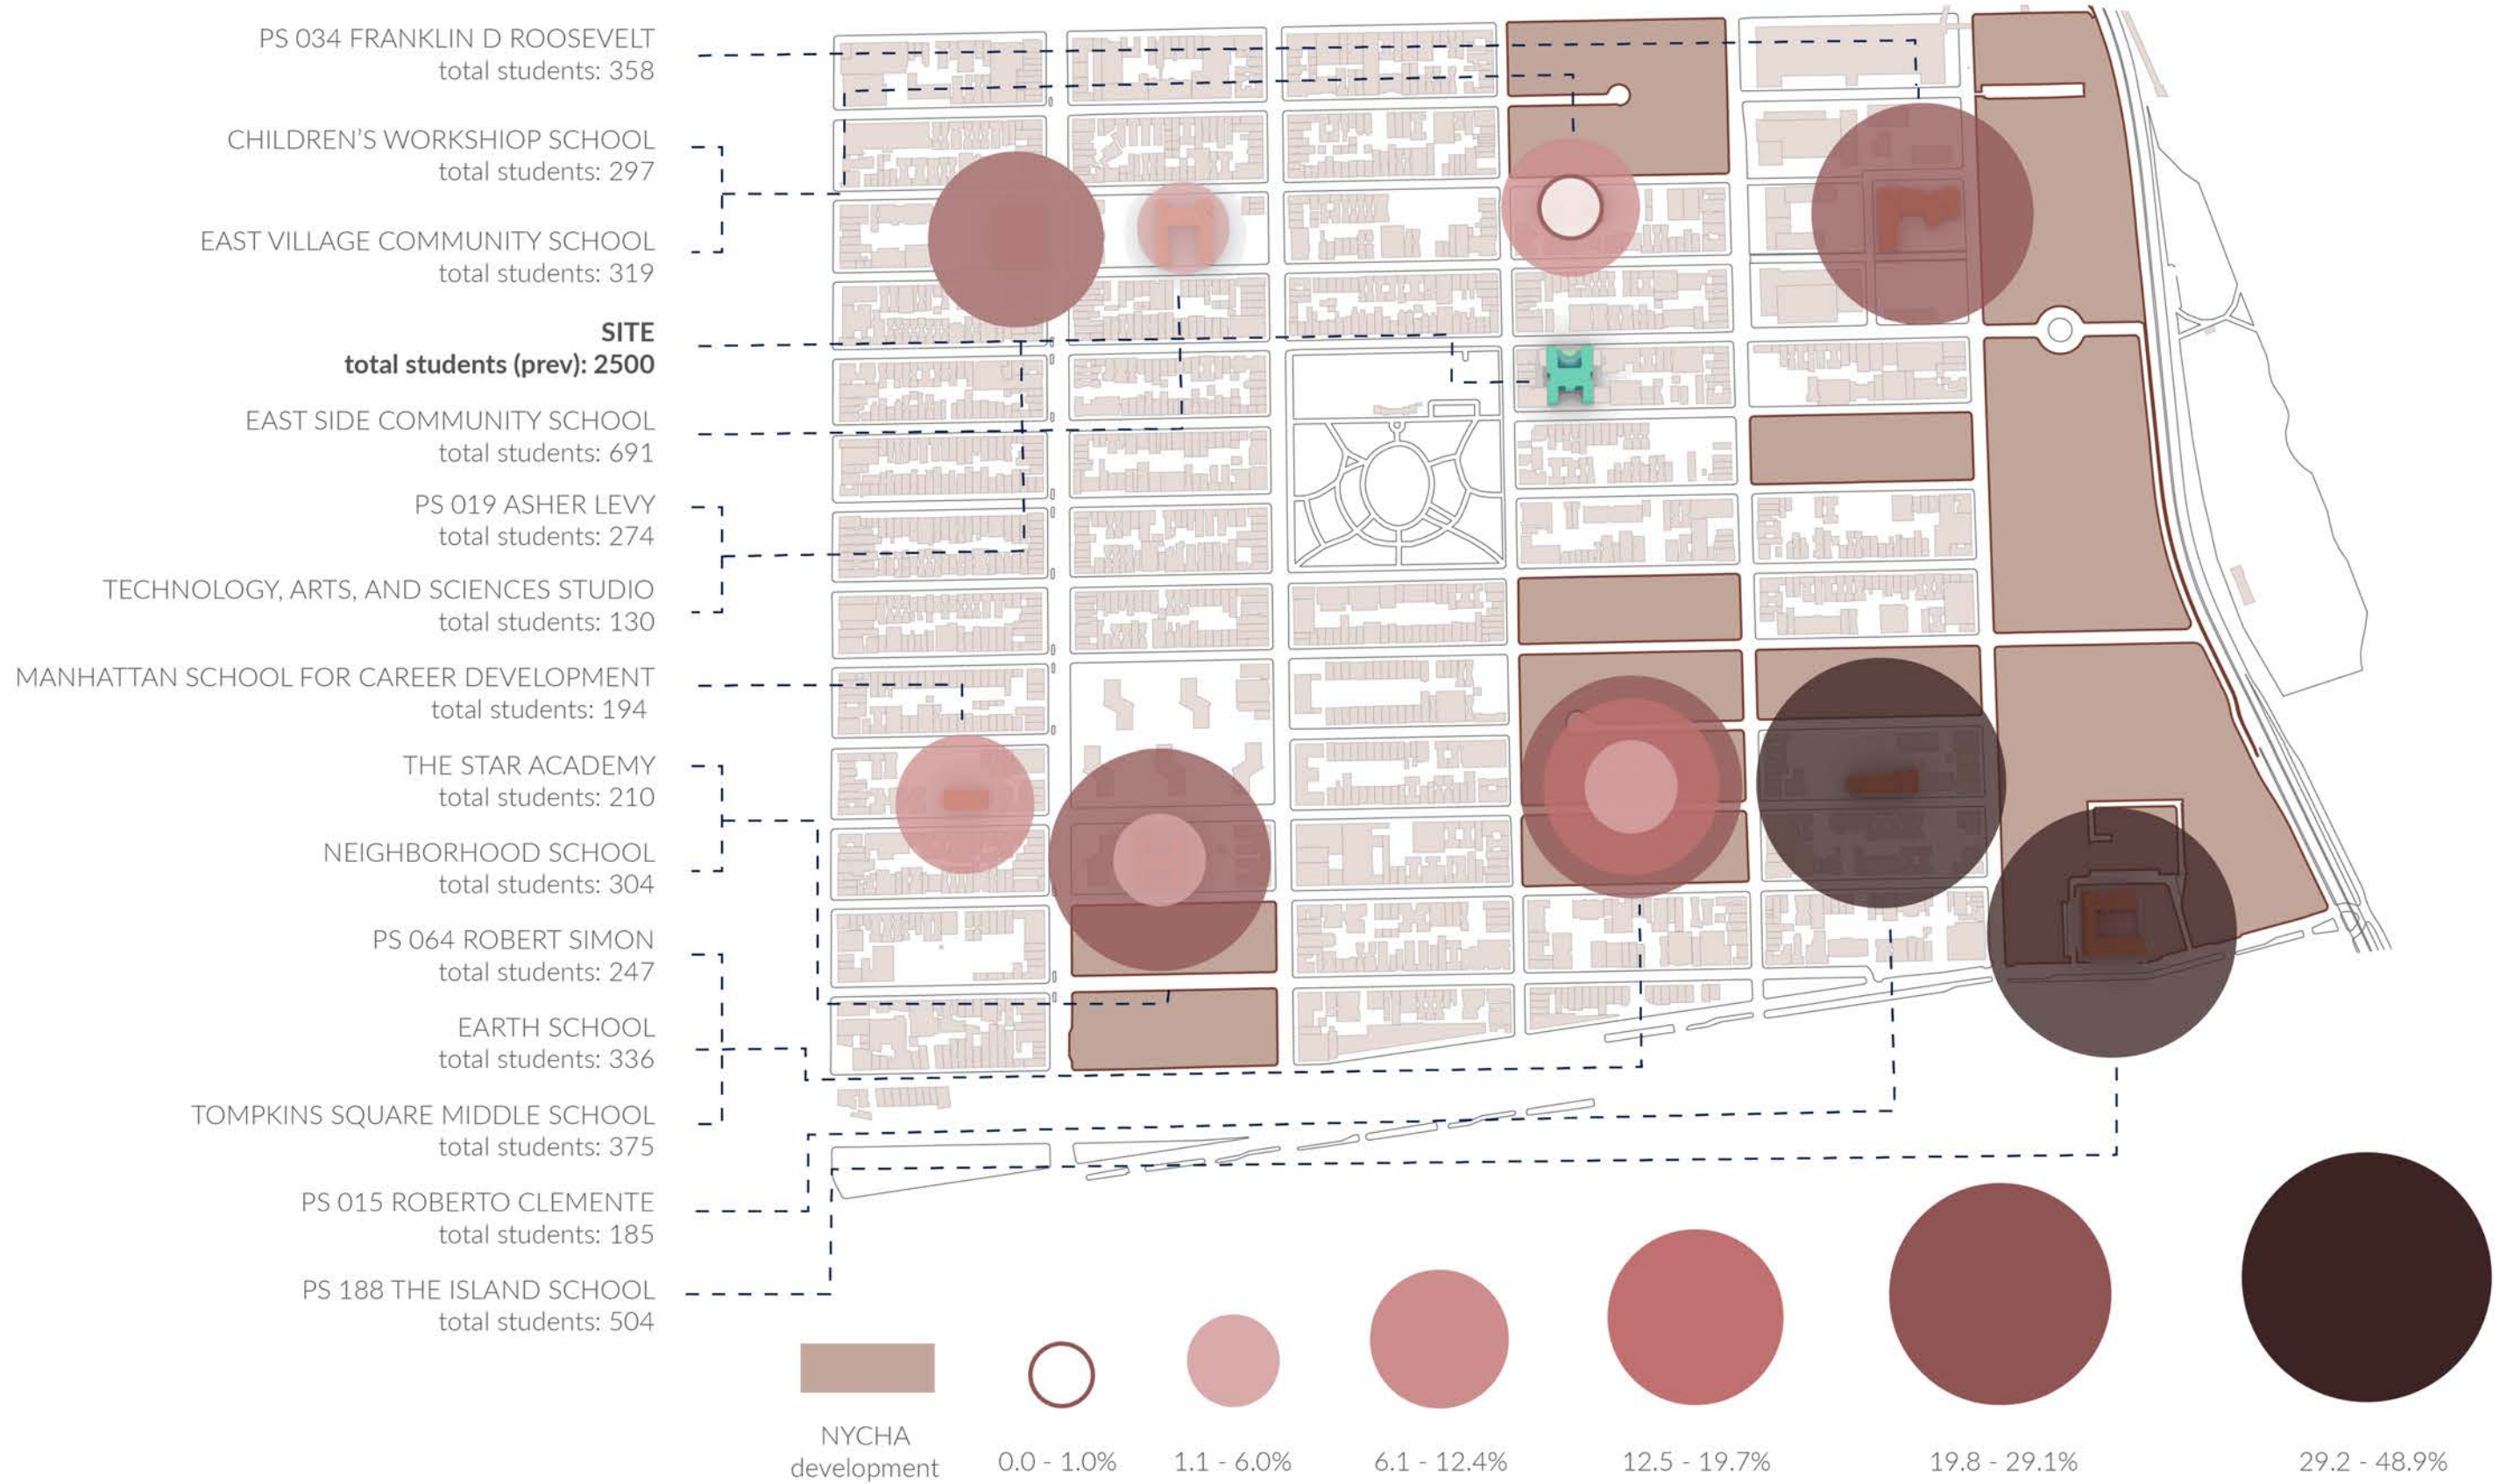 PS 034 FRANKLIN D ROOSEVELT
total students: 358
CHILDREN'S WORKSHIOP SCHOOL
total students: 297
EAST VILLAGE COMMUNITY SCHOOL
total students: 319
SITE
total students (prev): 2500
EAST SIDE COMMUNITY SCHOOL
total students: 691
PS 019 ASHER LEVY
total students: 274
TECHNOLOGY, ARTS, AND SCIENCES STUDIO
total students: 130
MANHATTAN SCHOOL FOR CAREER DEVELOPMENT
total students: 194
THE STAR ACADEMY
total students: 210
NEIGHBORHOOD SCHOOL
total students: 304
PS 064 ROBERT SIMON
total students: 247
EARTH SCHOOL
total students: 336
TOMPKINS SQUARE MIDDLE SCHOOL
total students: 375
PS 015 ROBERTO CLEMENTE
total students: 185
PS 188 THE ISLAND SCHOOL
total students: 504
NYCHA
development
0.0 - 1.0%
1.1 - 6.0%
6.1 - 12.4%
12.5 - 19.7%
19.8 - 29.1%
29.2 - 48.9%